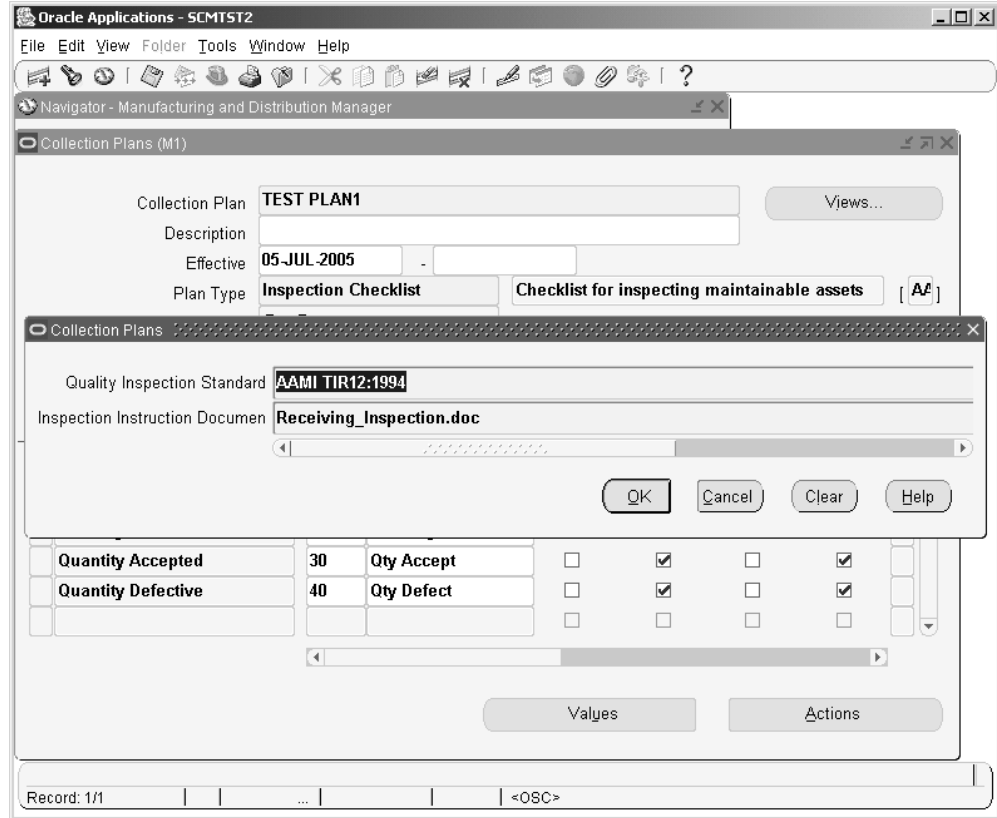 Oracle Applications - SCMTST2
File Edit View Folder Tools Window Help
Navigator - Manufacturing and Distribution Manager
Collection Plans (M1)
Collection Plan TEST PLAN1 Views...
Description
Effective 05-JUL-2005 -
Plan Type Inspection Checklist Checklist for inspecting maintainable assets [ AA ]
Collection Plans
Quality Inspection Standard AAMI TIR12:1994
Inspection Instruction Documen Receiving_Inspection.doc
OK Cancel Clear Help
Quantity Accepted 30 Qty Accept
Quantity Defective 40 Qty Defect
Values Actions
Record: 1/1 ... <OSC>